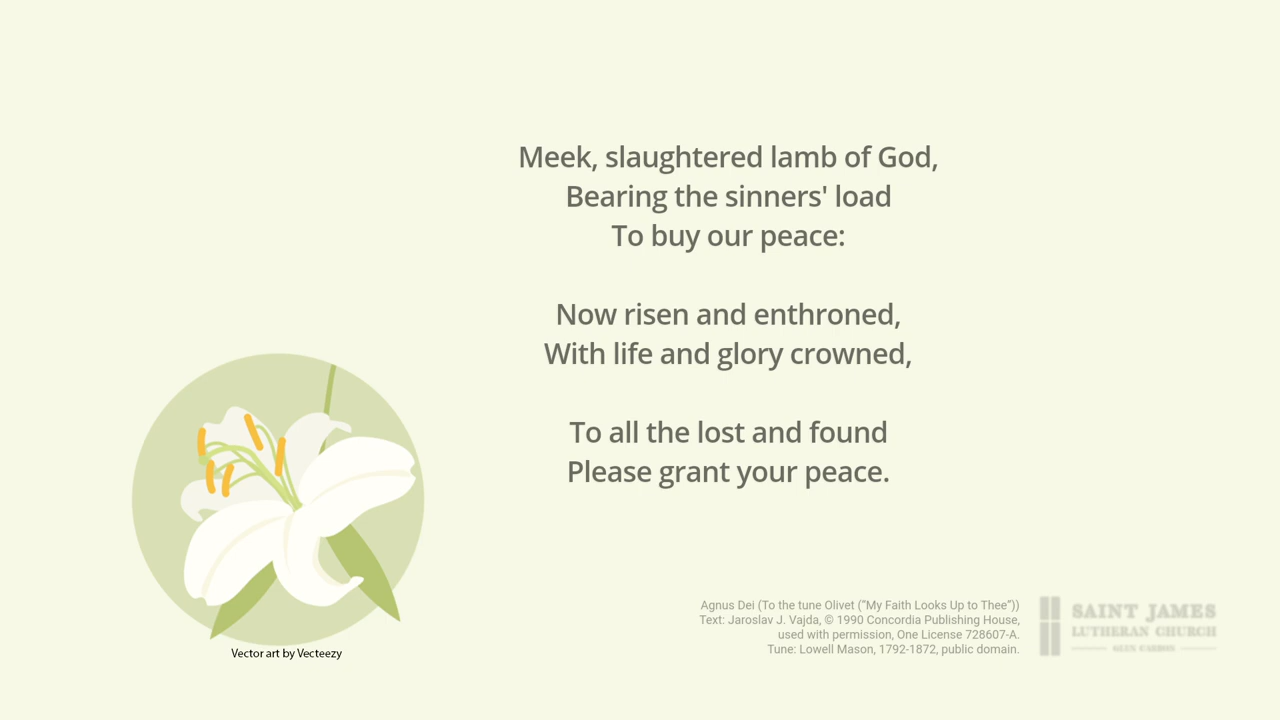 Meek, slaughtered lamb of God,
Bearing the sinners' load
To buy our peace:
Now risen and enthroned,
With life and glory crowned,
To all the lost and found
Please grant your peace.
Vector art by Vecteezy
Agnus Dei (To the tune Olivet ("My Faith Looks Up to Thee"))
Text: Jaroslav J. Vajda, © 1990 Concordia Publishing House,
used with permission, One License 728607-A.
Tune: Lowell Mason, 1792-1872, public domain.
SAINT JAMES
LUTHERAN CHURCH
GLEN CARBON